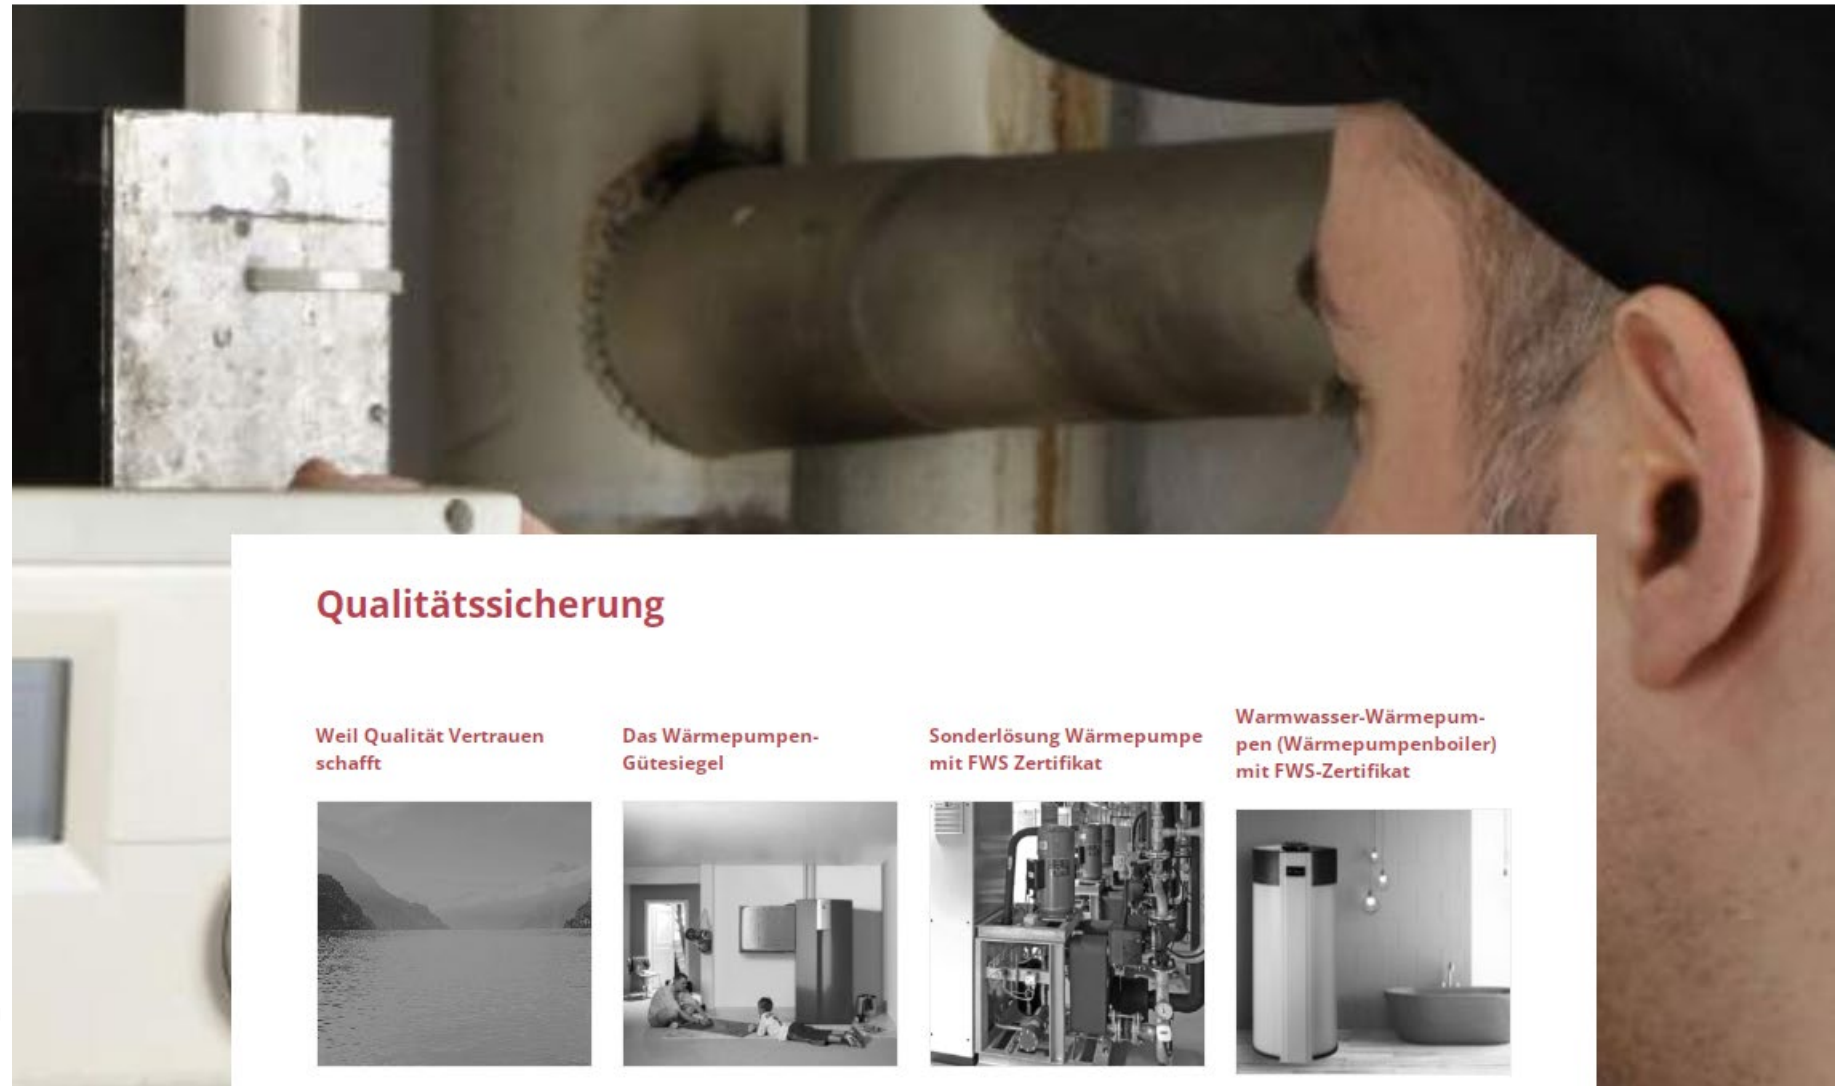 Qualitätssicherung
Weil Qualität Vertrauen
schafft
Das Wärmepumpen-
Gütesiegel
Sonderlösung Wärmepumpe
mit FWS Zertifikat
Warmwasser-Wärmepum-
pen (Wärmepumpenboiler)
mit FWS-Zertifikat